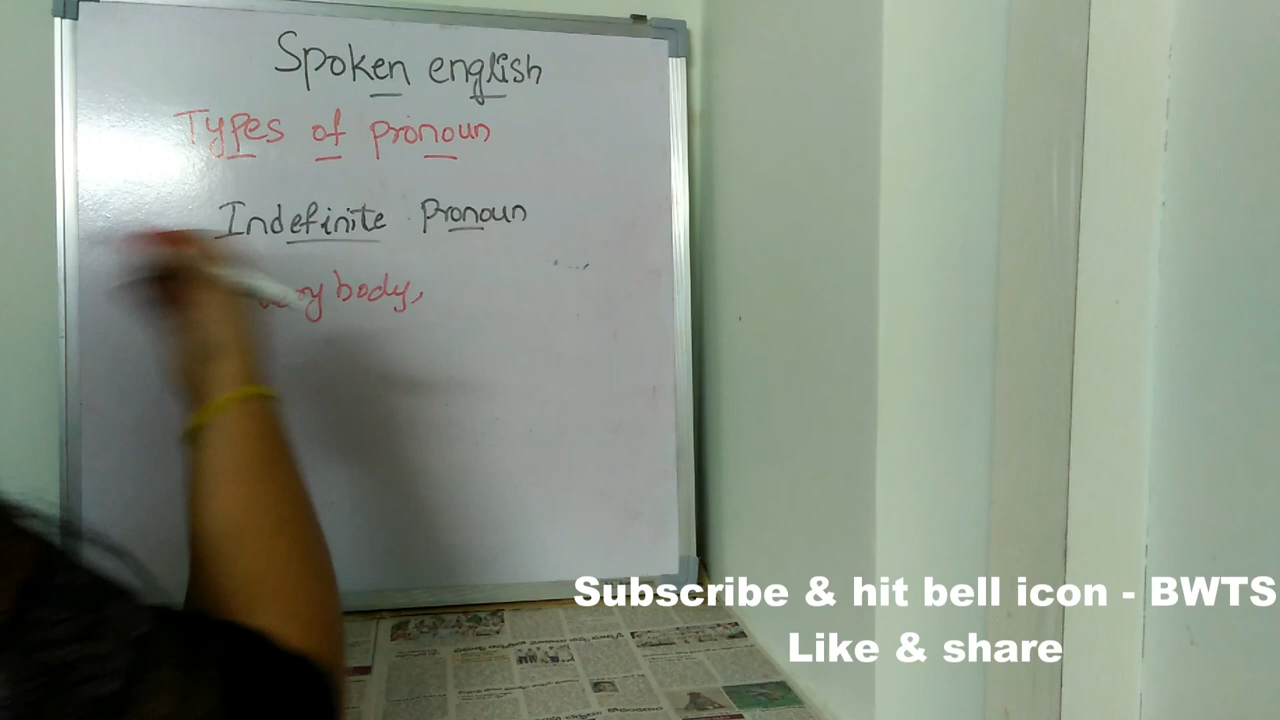 Spoken english
Types of pronoun
Indefinite Pronoun
body,
Subscribe & hit bell icon - BWTS
Like & share